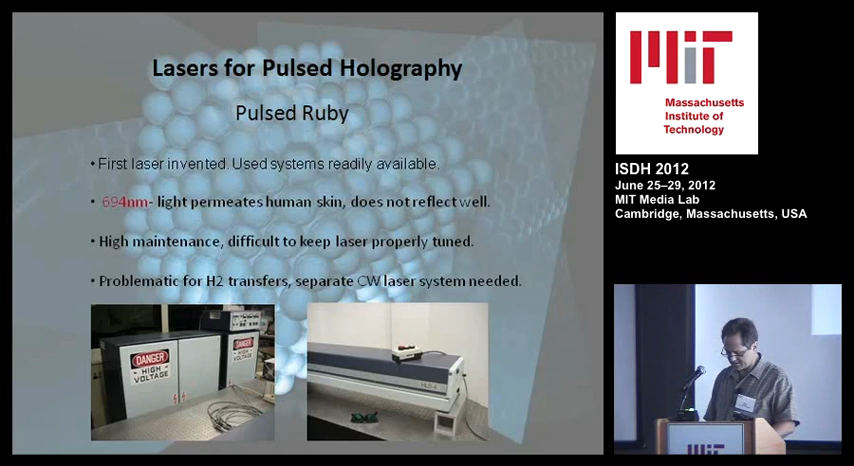 Lasers for Pulsed Holography
Pulsed Ruby
• First laser invented. Used systems readily available.
• 694nm- light permeates human skin, does not reflect well.
• High maintenance, difficult to keep laser properly tuned.
• Problematic for H2 transfers, separate CW laser system needed.
DANGER
HIGH
VOLTAGE
DANGER
HIGH
VOLTAGE
MIT
Massachusetts
Institute of
Technology
ISDH 2012
June 25–29, 2012
MIT Media Lab
Cambridge, Massachusetts, USA
MIT